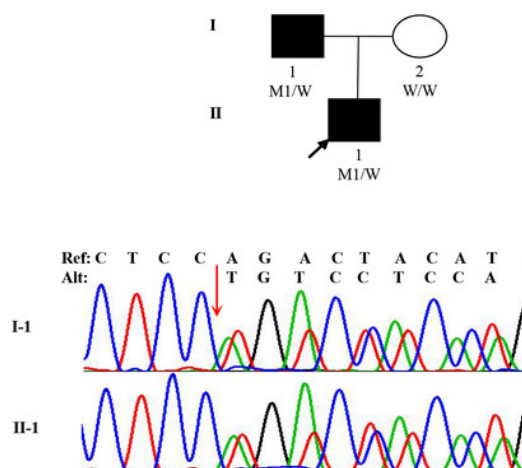 I
1 2
M1/W W/W
II
1
M1/W
Ref: C T C C A G A C T A C A T
Alt: T G T C C T C C A
I-1
II-1